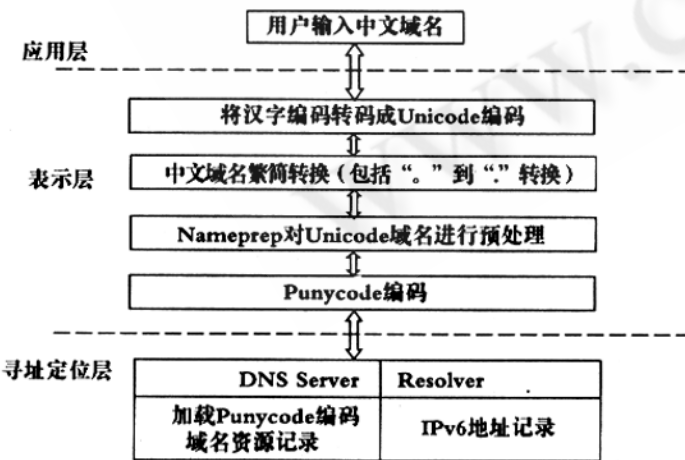 用户输入中文域名
应用层
将汉字编码转码成Unicode编码
中文域名繁简转换（包括“。”到“.”转换）
表示层
Nameprep对Unicode域名进行预处理
Punycode编码
寻址定位层
DNS Server
Resolver
加载Punycode编码
域名资源记录
IPv6地址记录
www.c